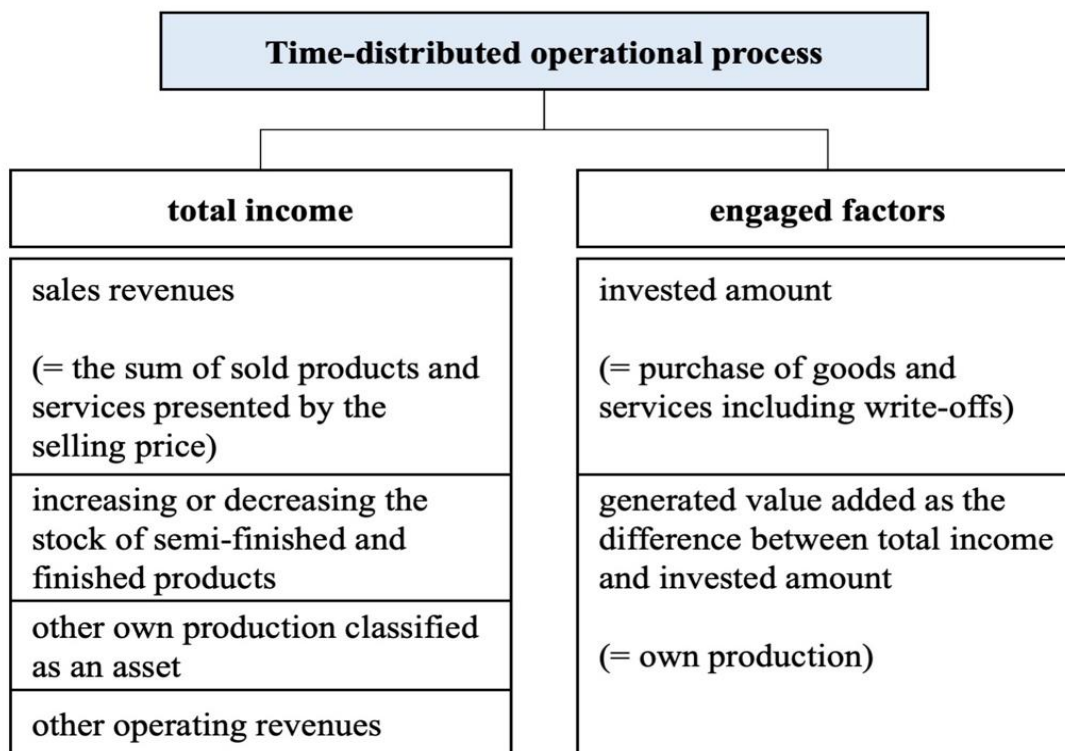 Time-distributed operational process
total income
sales revenues
(= the sum of sold products and
services presented by the
selling price)
increasing or decreasing the
stock of semi-finished and
finished products
other own production classified
as an asset
other operating revenues
engaged factors
invested amount
(= purchase of goods and
services including write-offs)
generated value added as the
difference between total income
and invested amount
(= own production)